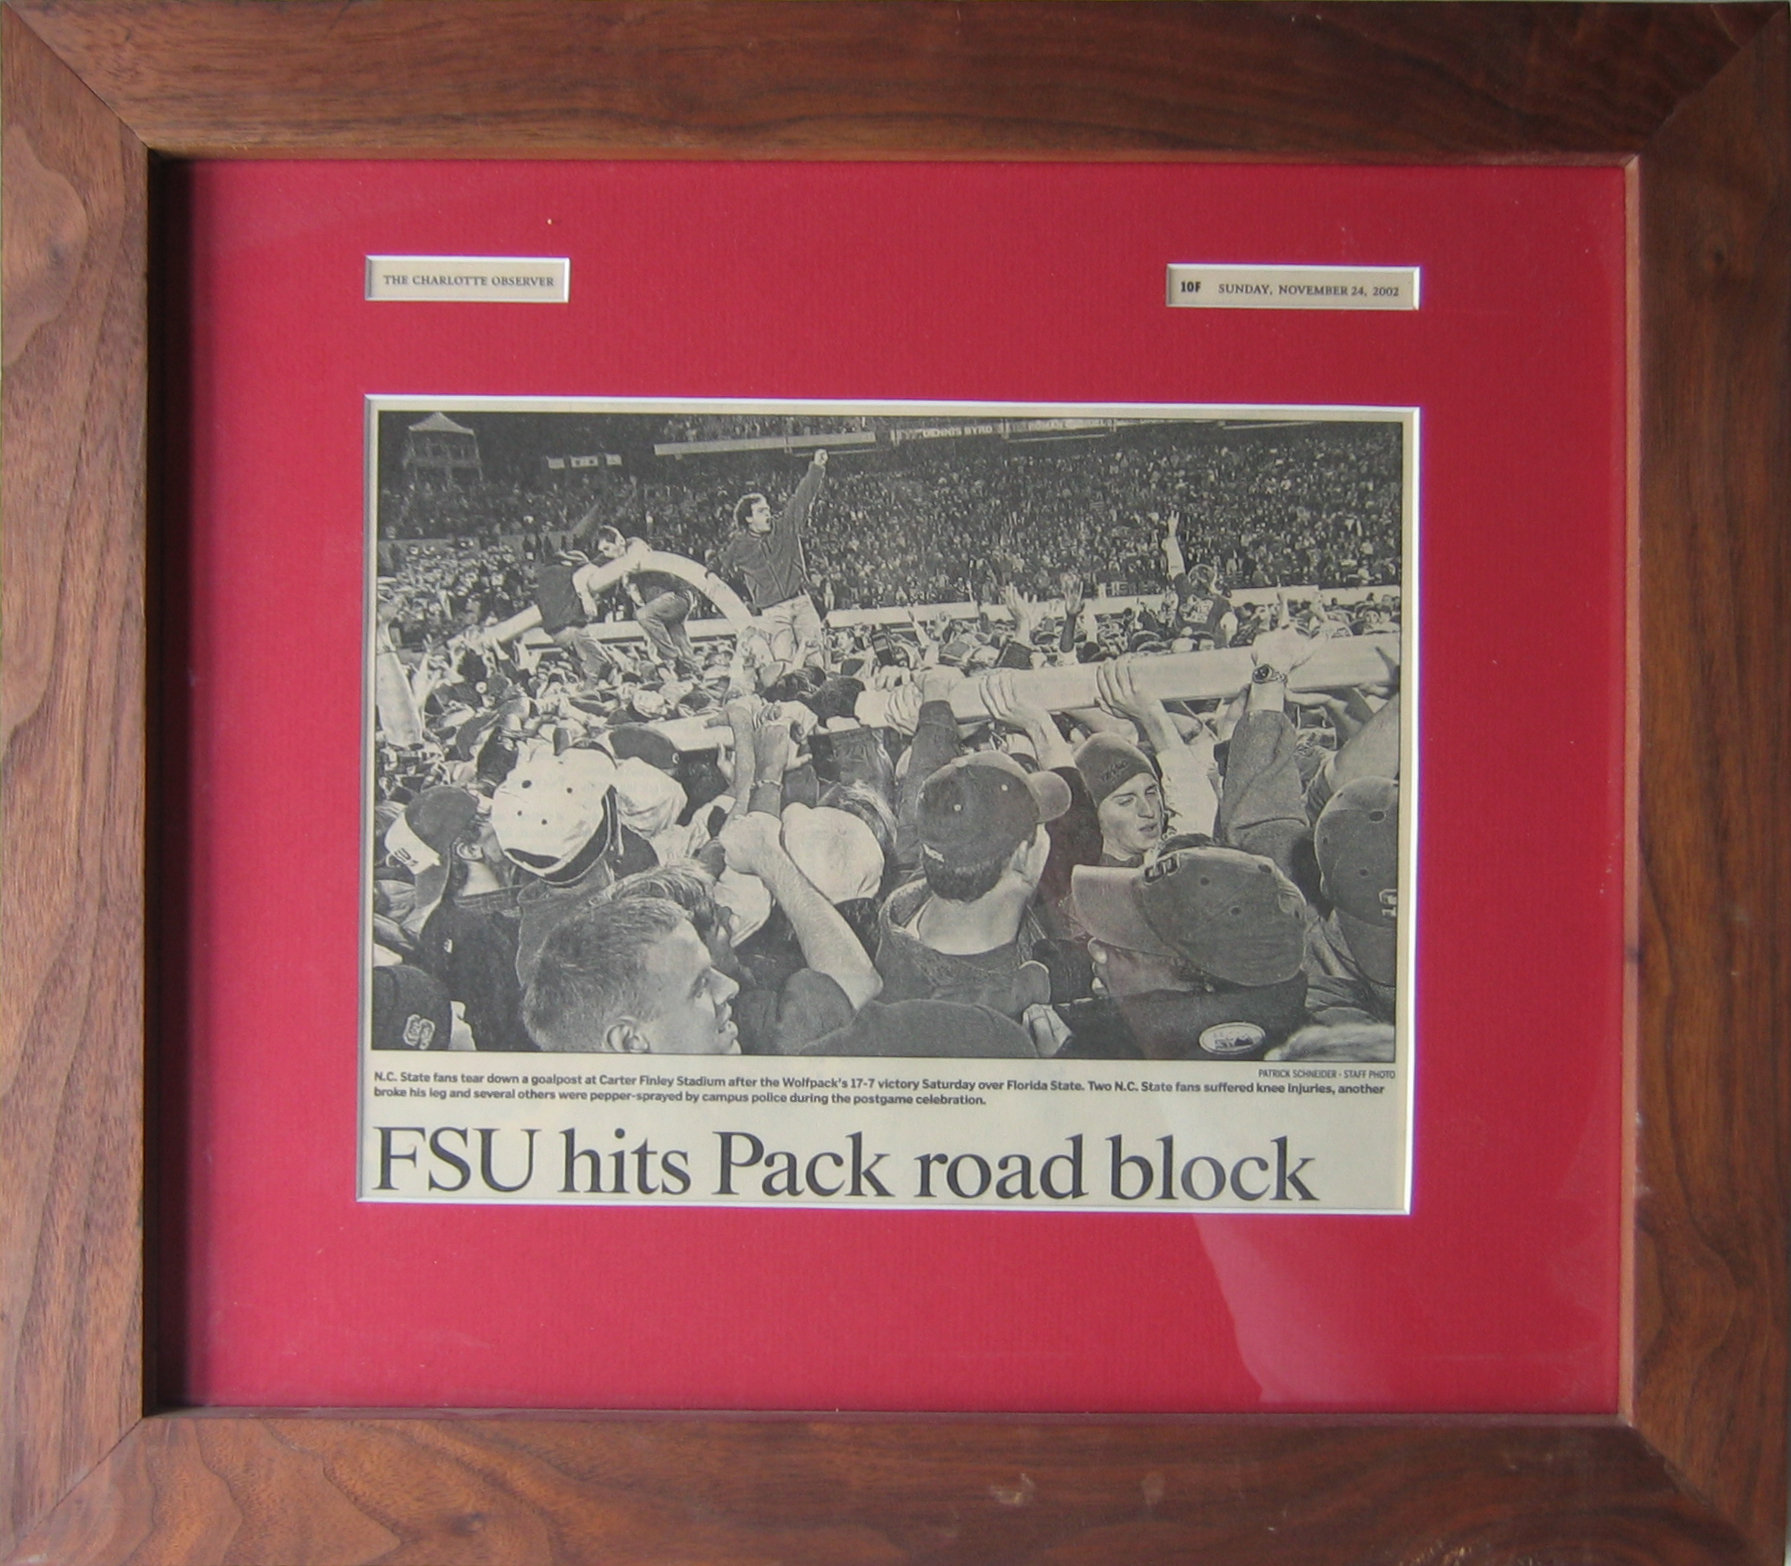 THE CHARLOTTE OBSERVER
10F SUNDAY, NOVEMBER 24, 2002
DENNIS BYRD
PATRICK SCHNEIDER - STAFF PHOTO
N.C. State fans tear down a goalpost at Carter Finley Stadium after the Wolfpack's 17-7 victory Saturday over Florida State. Two N.C. State fans suffered knee injuries, another
broke his leg and several others were pepper-sprayed by campus police during the postgame celebration.
FSU hits Pack road block